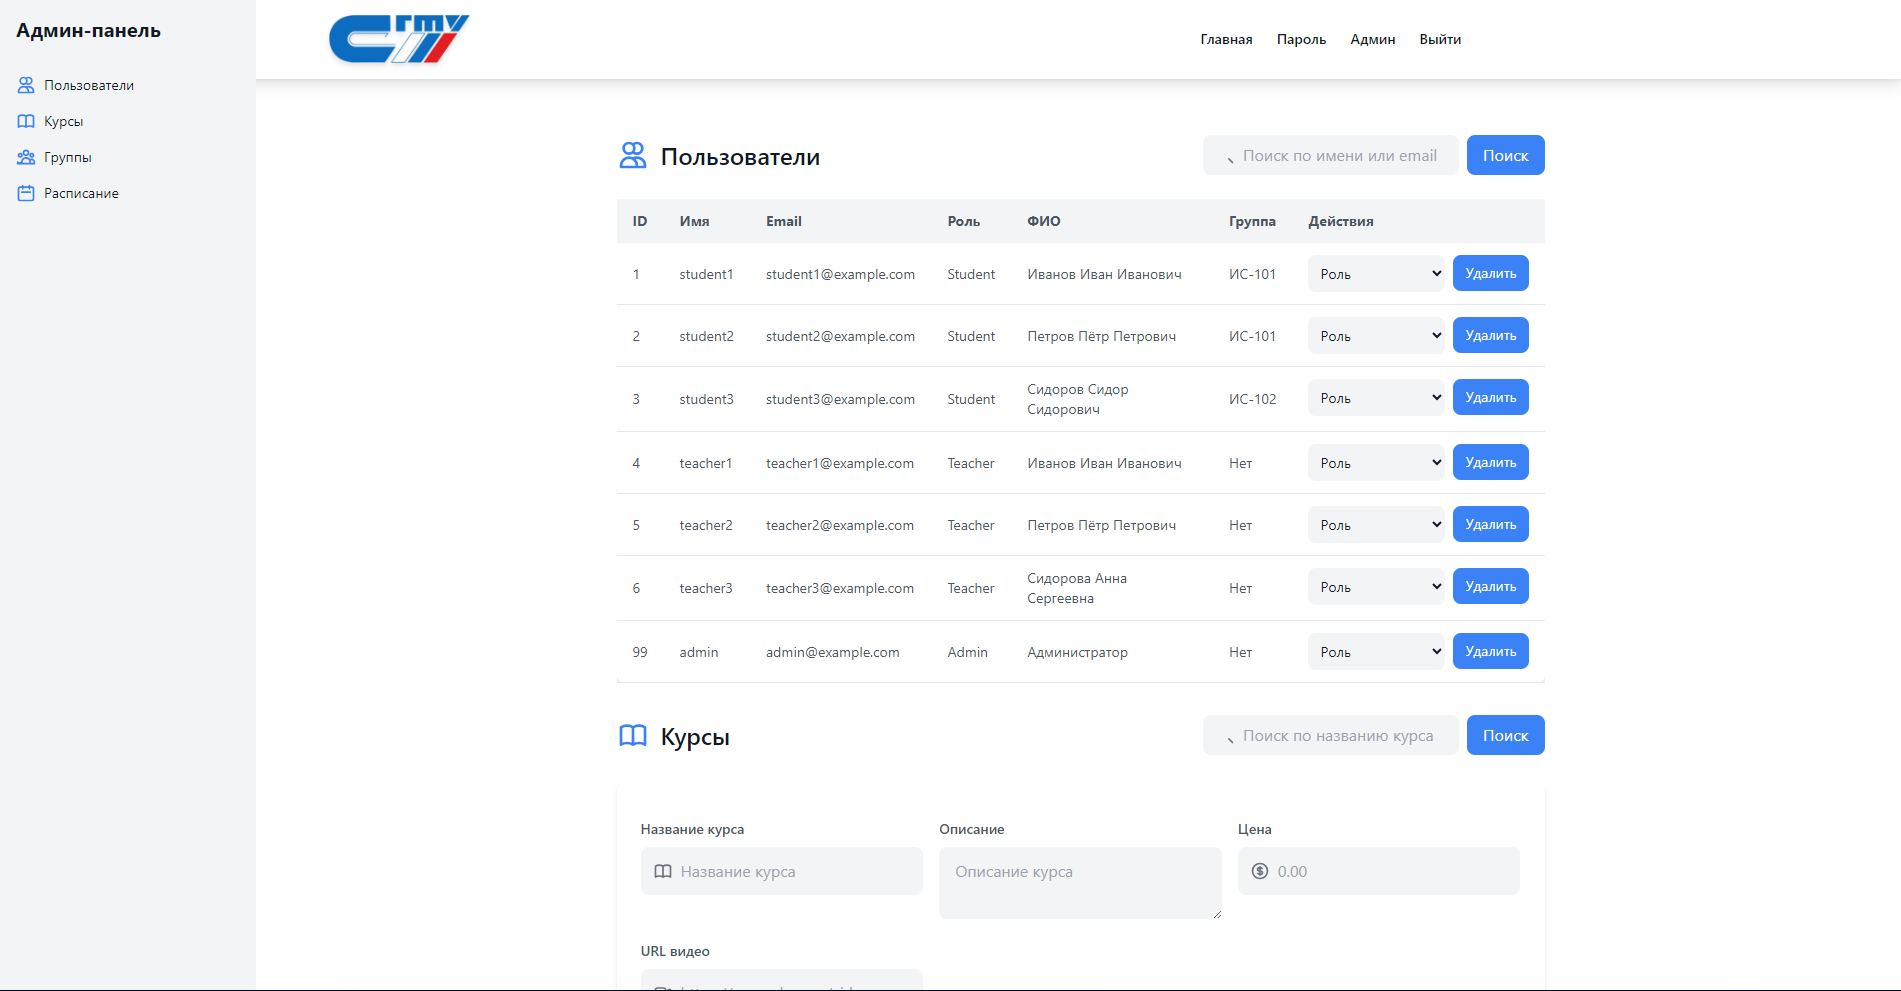 Админ-панель
Пользователи
Курсы
Группы
Расписание
СГТУ
Главная Пароль Админ Выйти
Пользователи
Поиск по имени или email Поиск
ID Имя Email Роль ФИО Группа Действия
1 student1 student1@example.com Student Иванов Иван Иванович ИС-101 Роль Удалить
2 student2 student2@example.com Student Петров Пётр Петрович ИС-101 Роль Удалить
3 student3 student3@example.com Student Сидоров Сидор
Сидорович ИС-102 Роль Удалить
4 teacher1 teacher1@example.com Teacher Иванов Иван Иванович Нет Роль Удалить
5 teacher2 teacher2@example.com Teacher Петров Пётр Петрович Нет Роль Удалить
6 teacher3 teacher3@example.com Teacher Сидорова Анна
Сергеевна Нет Роль Удалить
99 admin admin@example.com Admin Администратор Нет Роль Удалить
Курсы
Поиск по названию курса Поиск
Название курса Описание Цена
Название курса Описание курса 0.00
URL видео